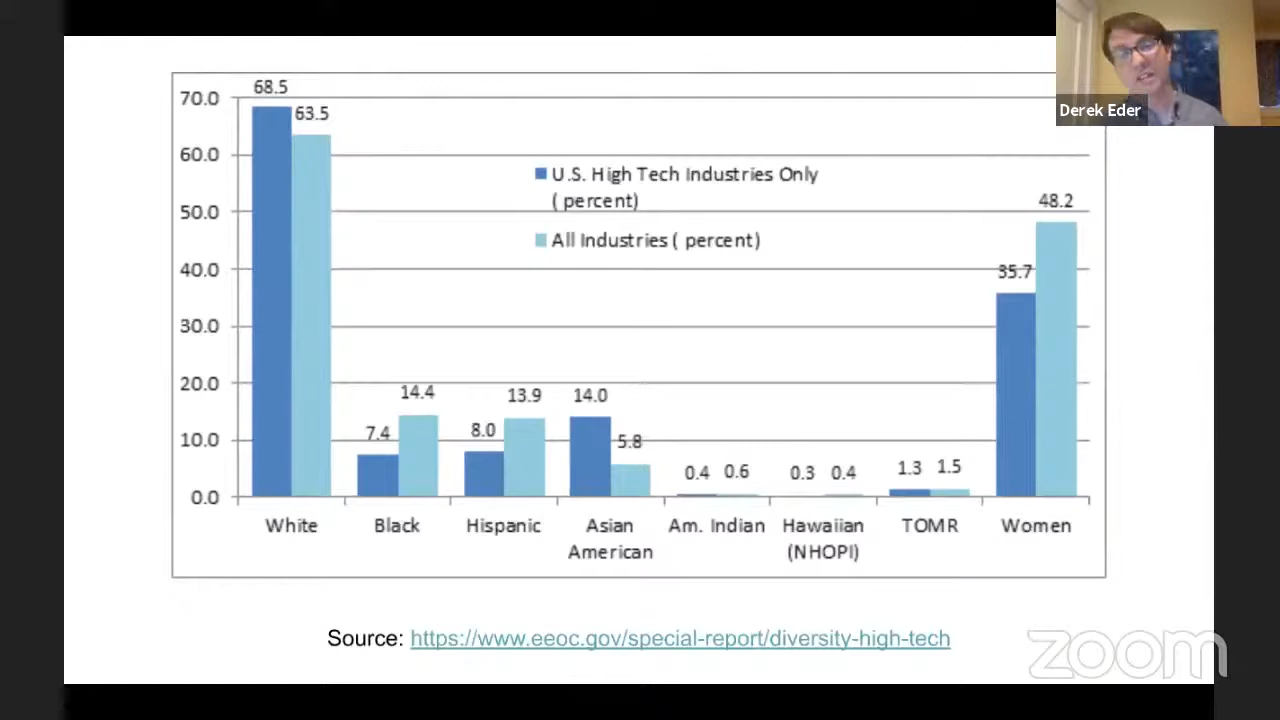 Derek Eder
68.5
70.0
63.5
60.0
U.S. High Tech Industries Only
( percent)
50.0
48.2
All Industries ( percent)
40.0
35.7
30.0
20.0
14.4
13.9
14.0
10.0
7.4
8.0
5.8
0.4
0.6
0.3
0.4
1.3
1.5
0.0
White
Black
Hispanic
Asian
American
Am. Indian
Hawaiian
(NHOPI)
TOMR
Women
Source: https://www.eeoc.gov/special-report/diversity-high-tech
zoom